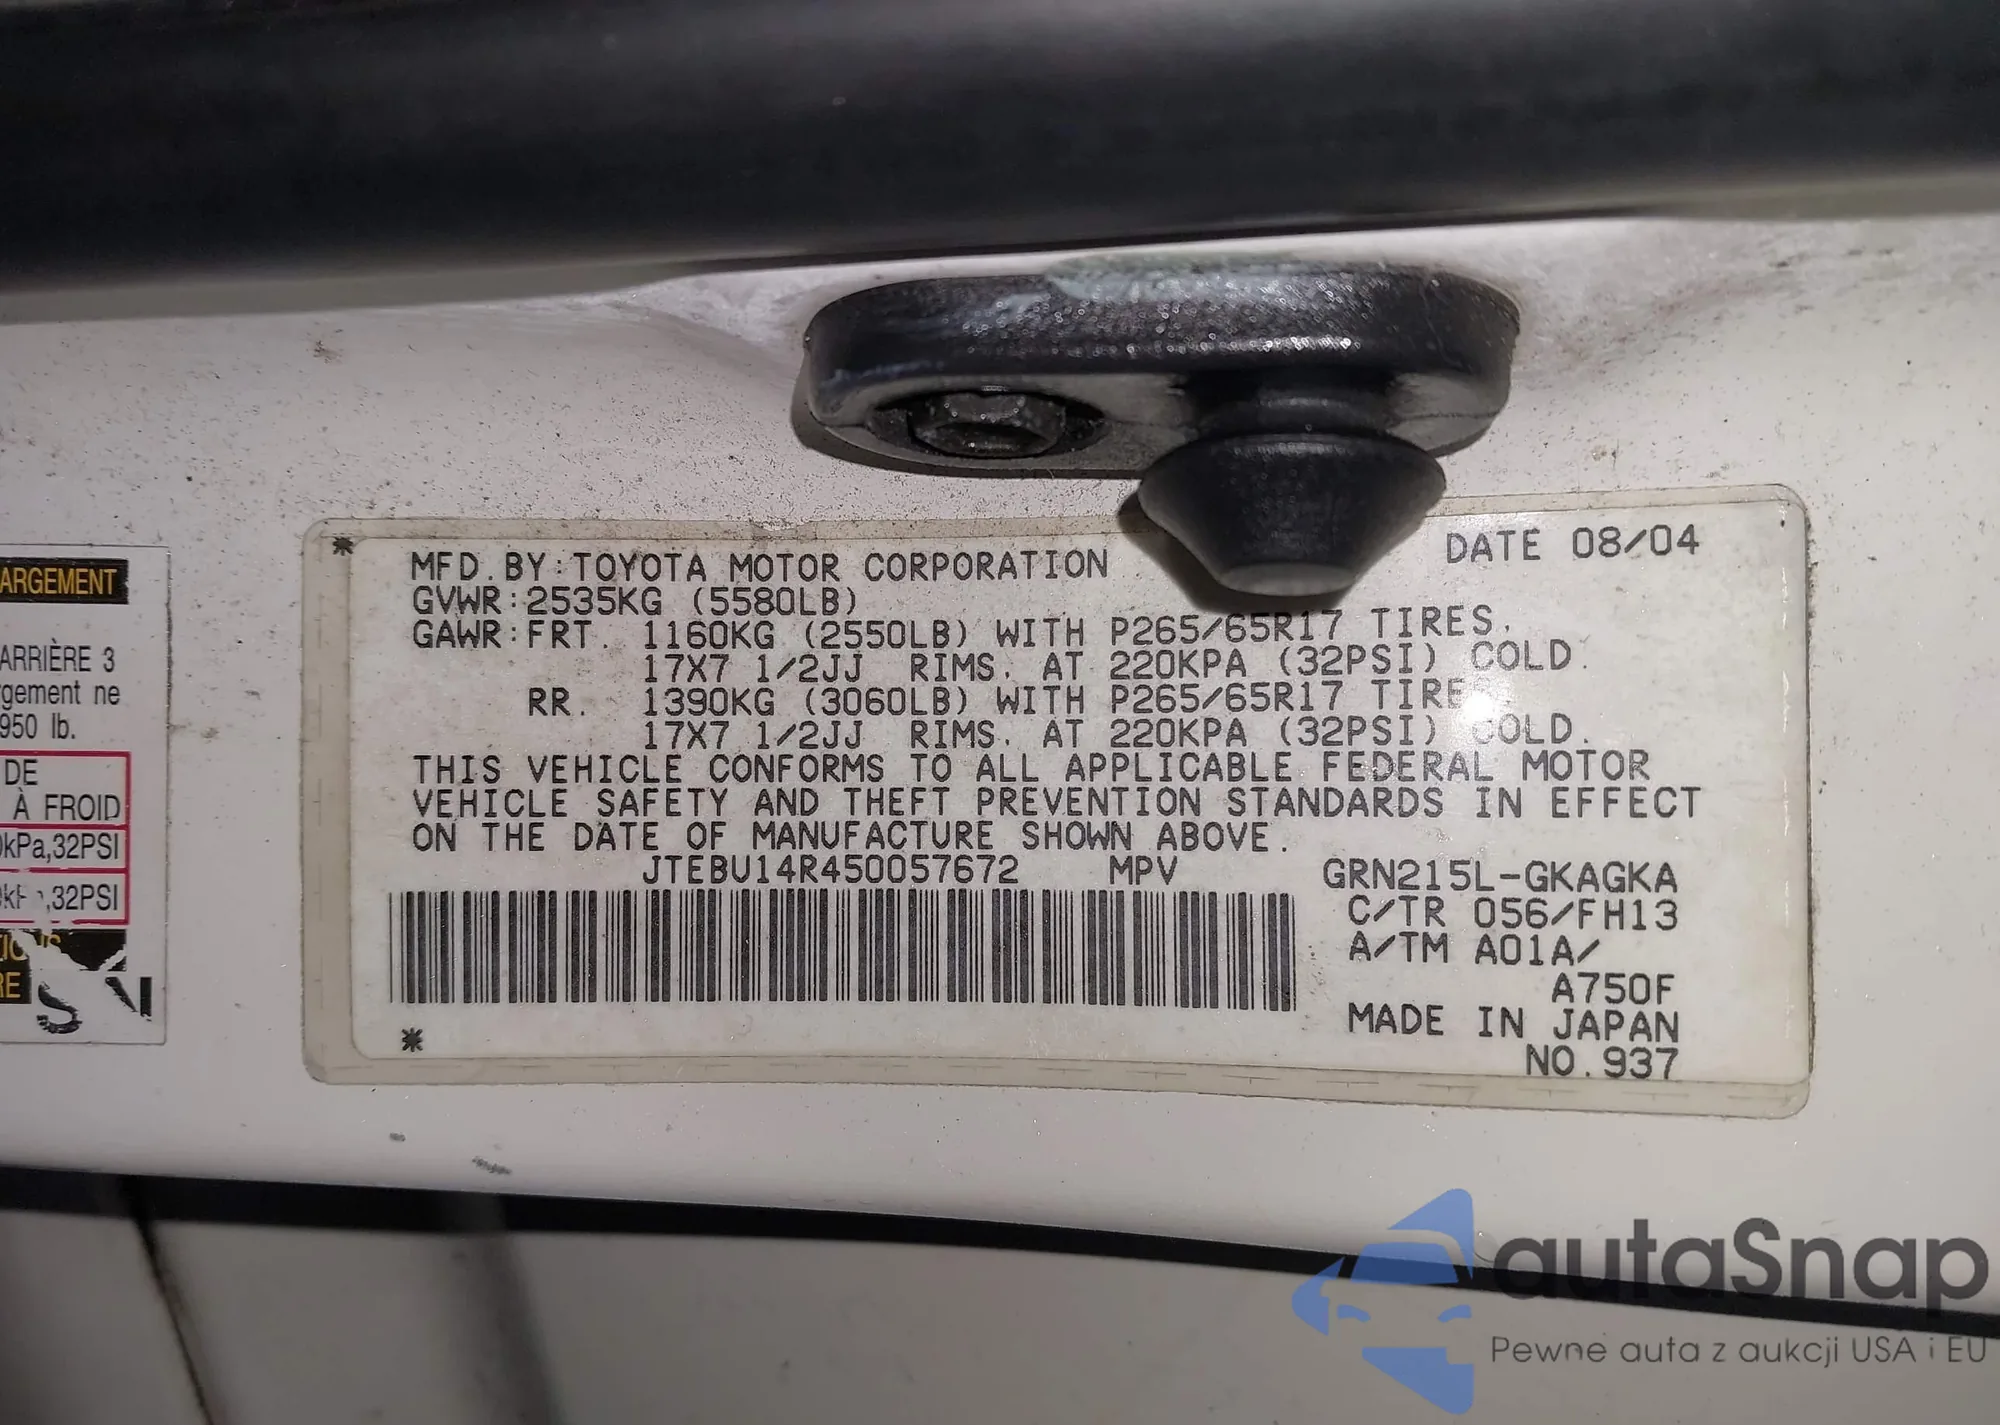 ARGEMENT
ARRIÈRE 3
rgement ne
950 lb.
DE
À FROID
kPa,32PSI
,32PSI
RE
*
MFD. BY:TOYOTA MOTOR CORPORATION DATE 08/04
GVWR:2535KG (5580LB)
GAWR:FRT. 1160KG (2550LB) WITH P265/65R17 TIRES,
17X7 1/2JJ RIMS. AT 220KPA (32PSI) COLD.
RR. 1390KG (3060LB) WITH P265/65R17 TIRE
17X7 1/2JJ RIMS. AT 220KPA (32PSI) COLD.
THIS VEHICLE CONFORMS TO ALL APPLICABLE FEDERAL MOTOR
VEHICLE SAFETY AND THEFT PREVENTION STANDARDS IN EFFECT
ON THE DATE OF MANUFACTURE SHOWN ABOVE.
JTEBU14R450057672 MPV GRN215L-GKAGKA
C/TR 056/FH13
A/TM A01A/
A750F
MADE IN JAPAN
* NO.937
autaSnap
Pewne auta z aukcji USA i EU